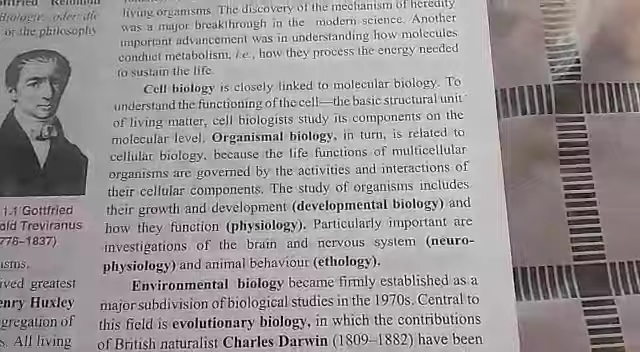 Biologie oder die
or the philosophy
1.1 Gottfried
old Treviranus
778–1837)
isms.
ived greatest
enry Huxley
gregation of
s. All living
living organisms. The discovery of the mechanism of heredity
was a major breakthrough in the modern science. Another
important advancement was in understanding how molecules
conduct metabolism, i.e., how they process the energy needed
to sustain the life.
Cell biology is closely linked to molecular biology. To
understand the functioning of the cell—the basic structural unit
of living matter, cell biologists study its components on the
molecular level. Organismal biology, in turn, is related to
cellular biology, because the life functions of multicellular
organisms are governed by the activities and interactions of
their cellular components. The study of organisms includes
their growth and development (developmental biology) and
how they function (physiology). Particularly important are
investigations of the brain and nervous system (neuro-
physiology) and animal behaviour (ethology).
Environmental biology became firmly established as a
major subdivision of biological studies in the 1970s. Central to
this field is evolutionary biology, in which the contributions
of British naturalist Charles Darwin (1809–1882) have been